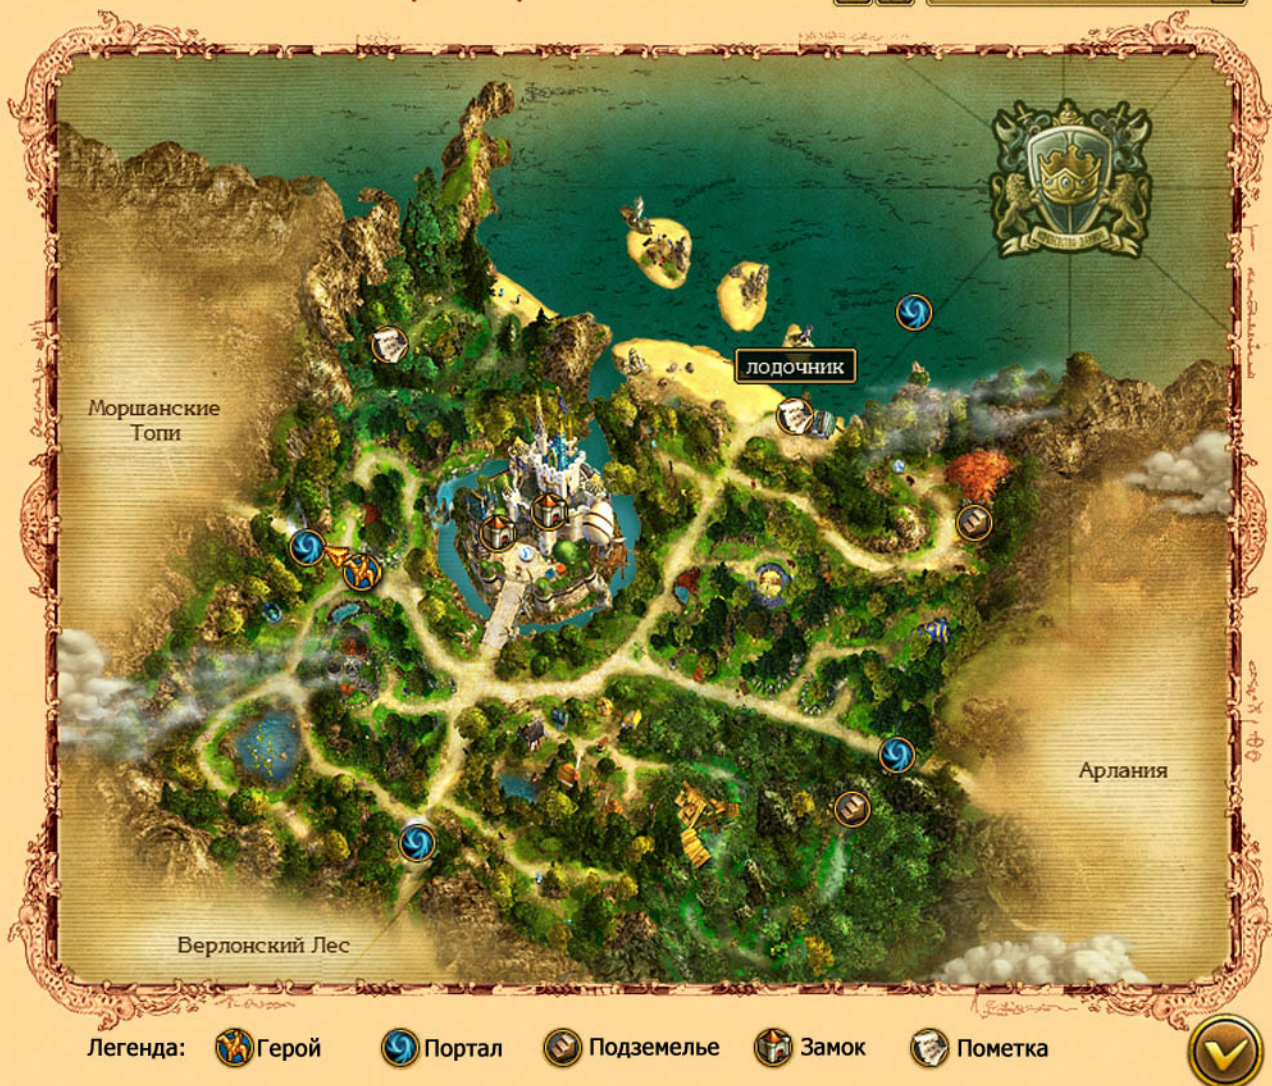 лодочник
Моршанские
Топи
Арлания
Верлонский Лес
Легенда: Герой Портал Подземелье Замок Пометка